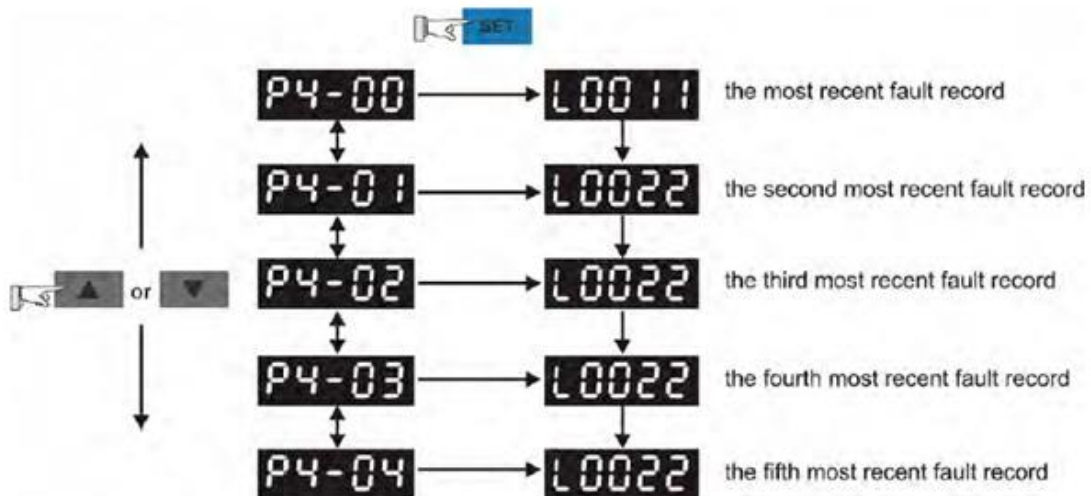 SET
P4-00 L0011 the most recent fault record
P4-01 L0022 the second most recent fault record
P4-02 L0022 the third most recent fault record
or
P4-03 L0022 the fourth most recent fault record
P4-04 L0022 the fifth most recent fault record